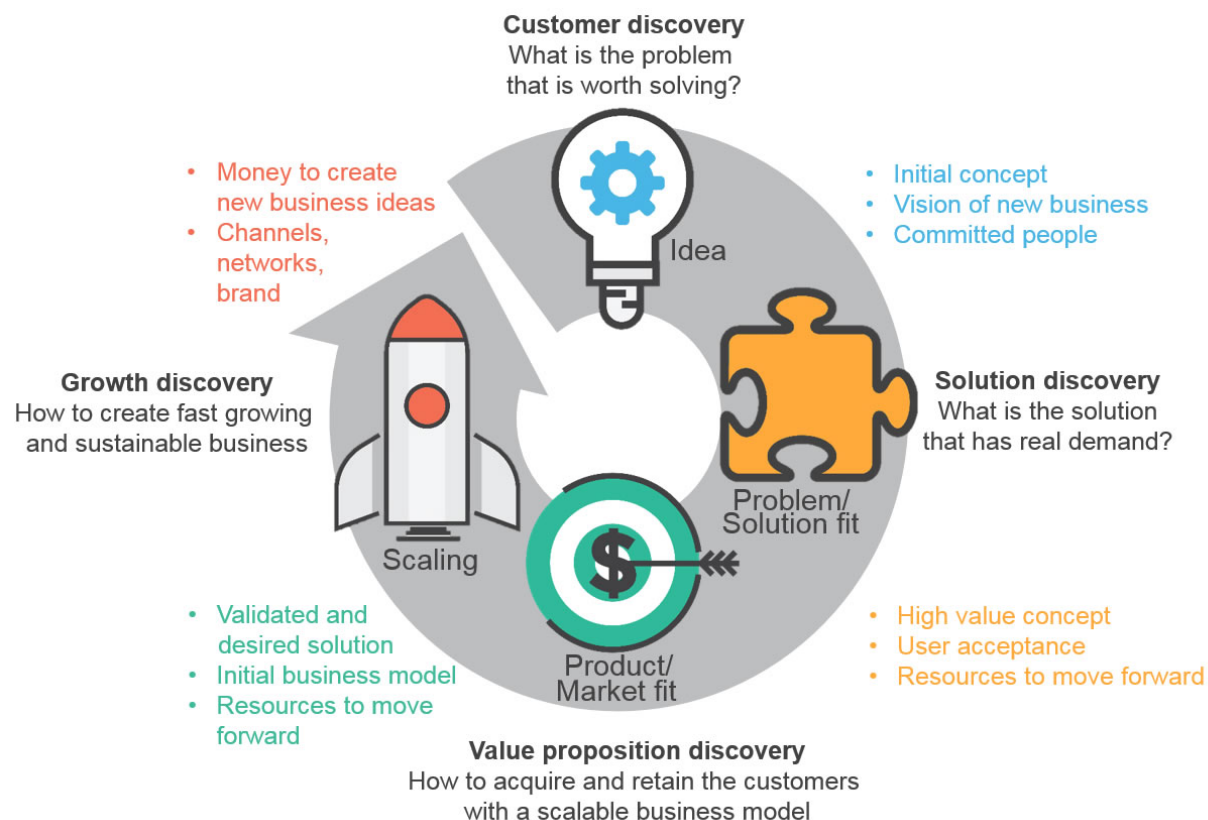 Customer discovery
What is the problem
that is worth solving?
• Money to create
new business ideas
• Channels,
networks,
brand
• Initial concept
• Vision of new business
• Committed people
Idea
Growth discovery
How to create fast growing
and sustainable business
Solution discovery
What is the solution
that has real demand?
Problem/
Solution fit
$
Scaling
• Validated and
desired solution
• Initial business model
• Resources to move
forward
Product/
Market fit
• High value concept
• User acceptance
• Resources to move forward
Value proposition discovery
How to acquire and retain the customers
with a scalable business model